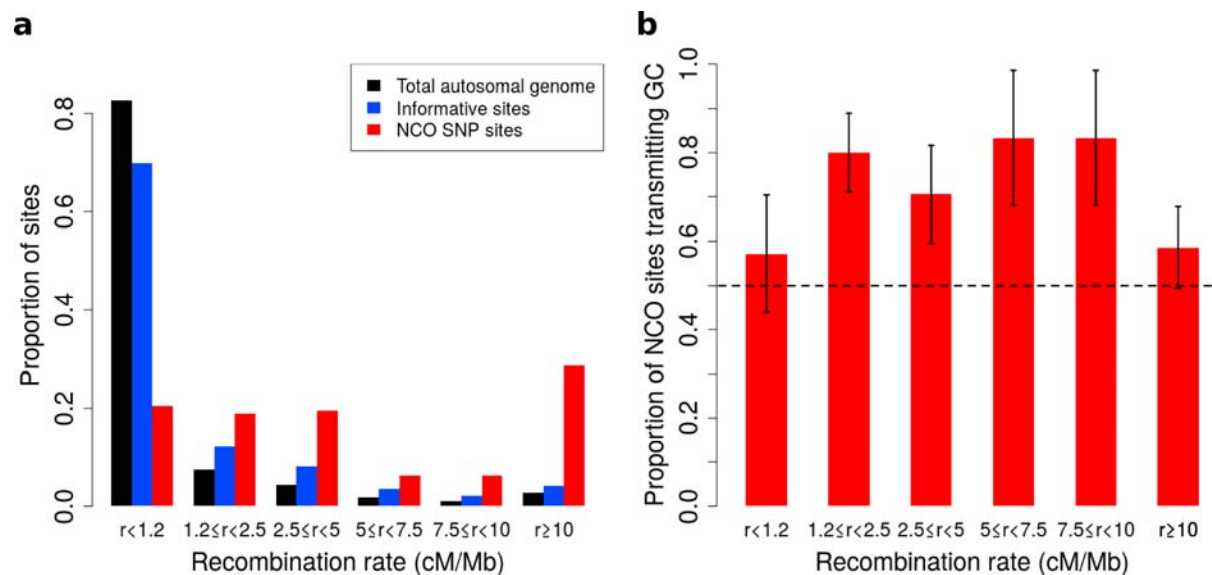 a
Proportion of sites
0.8
0.6
0.4
0.2
0.0
Total autosomal genome
Informative sites
NCO SNP sites
r<1.2
1.2≤r<2.5
2.5≤r<5
5≤r<7.5
7.5≤r<10
r≥10
Recombination rate (cM/Mb)
b
Proportion of NCO sites transmitting GC
1.0
0.8
0.6
0.4
0.2
0.0
r<1.2
1.2≤r<2.5
2.5≤r<5
5≤r<7.5
7.5≤r<10
r≥10
Recombination rate (cM/Mb)